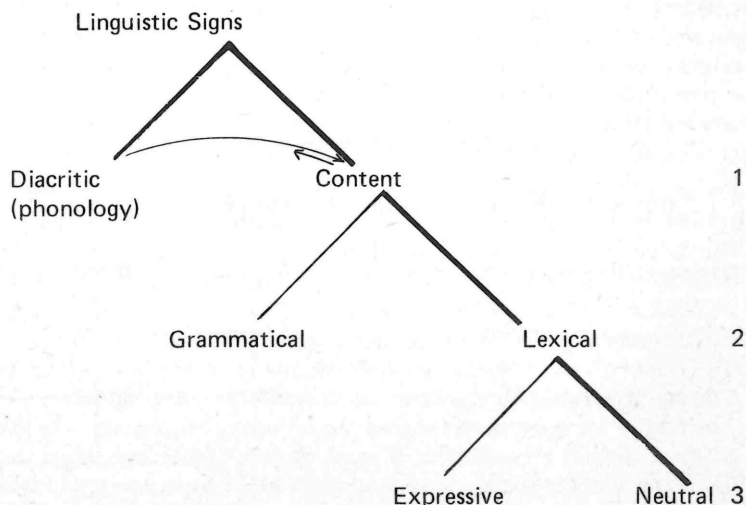 Linguistic Signs
Diacritic Content 1
(phonology)
Grammatical Lexical 2
Expressive Neutral 3